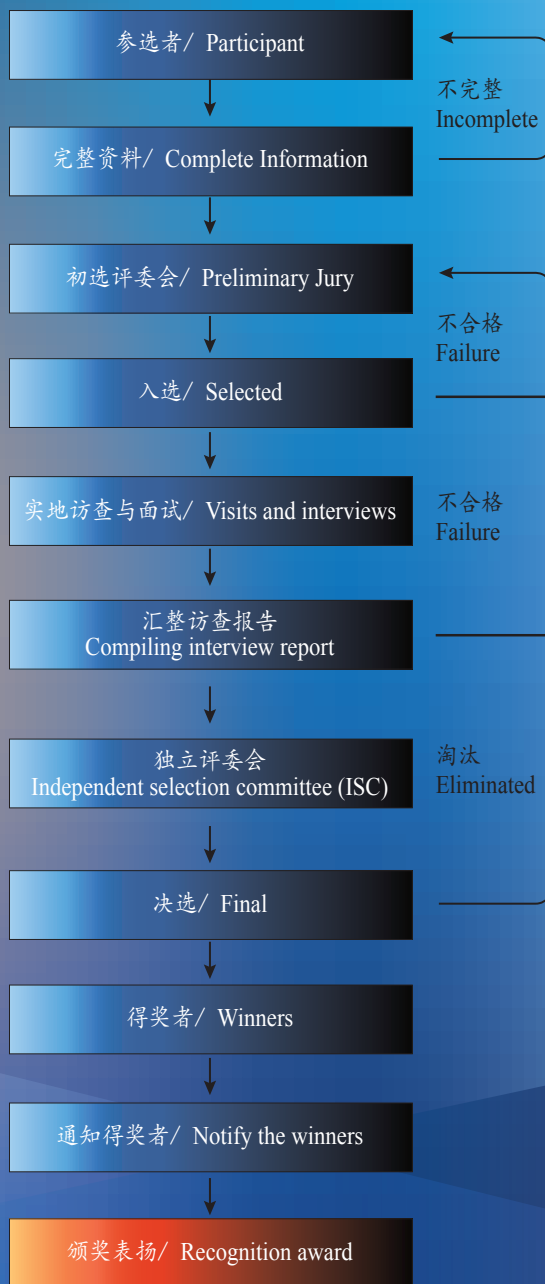 参选者/ Participant
不完整
Incomplete
完整资料/ Complete Information
初选评委会/ Preliminary Jury
不合格
Failure
入选/ Selected
实地访查与面试/ Visits and interviews
不合格
Failure
汇整访查报告
Compiling interview report
独立评委会
Independent selection committee (ISC)
淘汰
Eliminated
决选/ Final
得奖者/ Winners
通知得奖者/ Notify the winners
颁奖表扬/ Recognition award